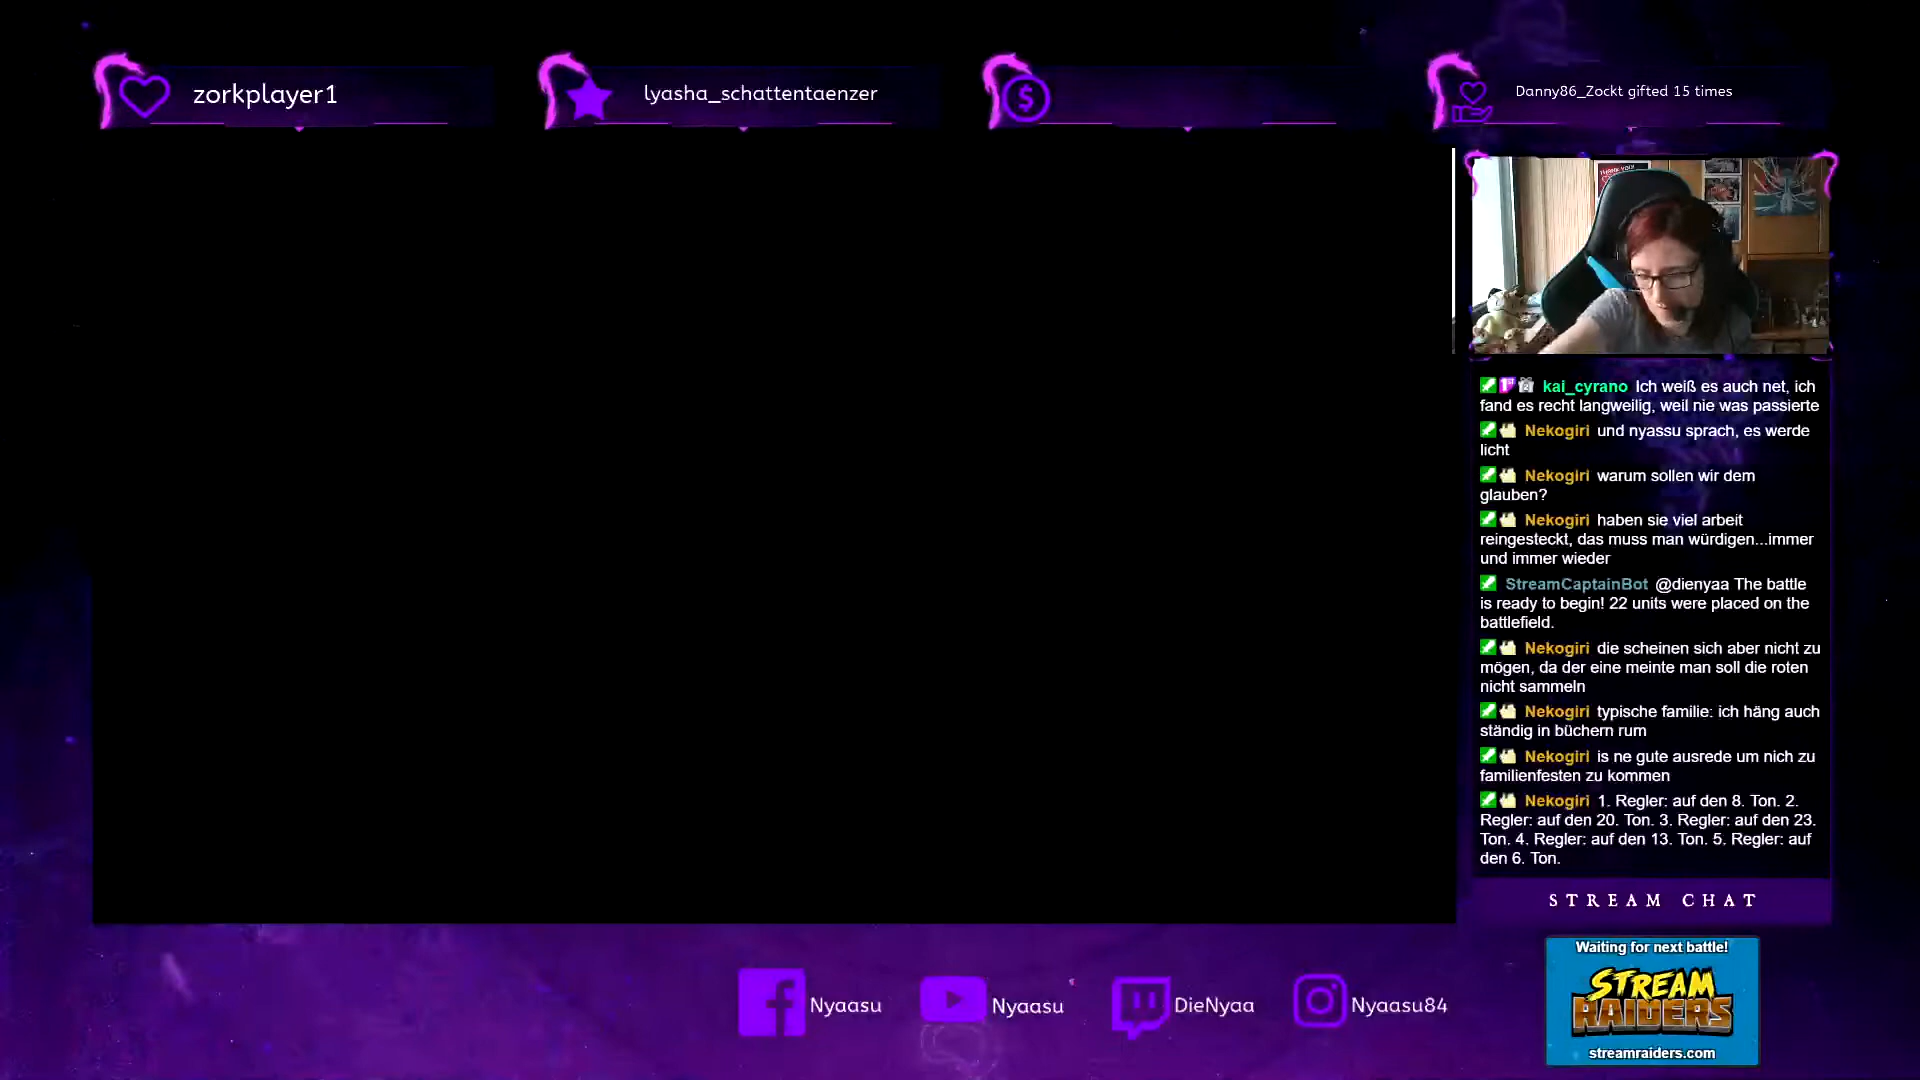 zorkplayer1
lyasha_schattentaenzer
Danny86_Zockt gifted 15 times
THANK YOU!
kai_cyrano Ich weiß es auch net, ich
fand es recht langweilig, weil nie was passierte
Nekogiri und nyassu sprach, es werde
licht
Nekogiri warum sollen wir dem
glauben?
Nekogiri haben sie viel arbeit
reingesteckt, das muss man würdigen...immer
und immer wieder
StreamCaptainBot @dienyaa The battle
is ready to begin! 22 units were placed on the
battlefield.
Nekogiri die scheinen sich aber nicht zu
mögen, da der eine meinte man soll die roten
nicht sammeln
Nekogiri typische familie: ich häng auch
ständig in büchern rum
Nekogiri is ne gute ausrede um nich zu
familienfesten zu kommen
Nekogiri 1. Regler: auf den 8. Ton. 2.
Regler: auf den 20. Ton. 3. Regler: auf den 23.
Ton. 4. Regler: auf den 13. Ton. 5. Regler: auf
den 6. Ton.
STREAM CHAT
Waiting for next battle!
STREAM
RAIDERS
streamraiders.com
Nyaasu
Nyaasu
DieNyaa
Nyaasu84